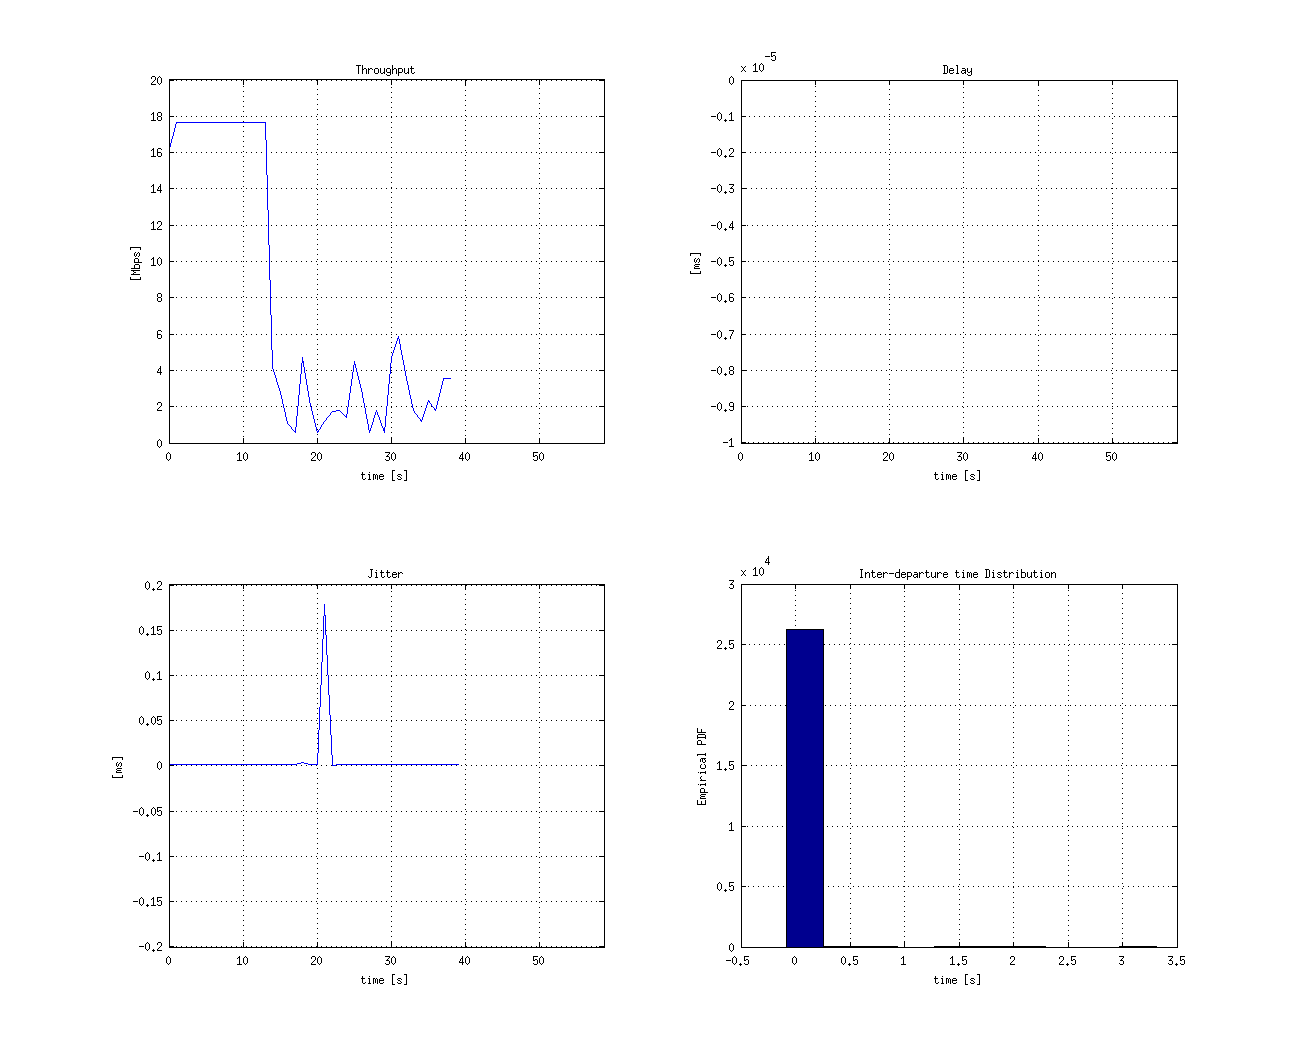 Throughput
20
18
16
14
12
10
8
6
4
2
0
[Mbps]
0 10 20 30 40 50
time [s]
x 10^-5
Delay
0
-0.1
-0.2
-0.3
-0.4
-0.5
-0.6
-0.7
-0.8
-0.9
-1
[ms]
0 10 20 30 40 50
time [s]
Jitter
0.2
0.15
0.1
0.05
0
-0.05
-0.1
-0.15
-0.2
[ms]
0 10 20 30 40 50
time [s]
x 10^4
Inter-departure time Distribution
3
2.5
2
1.5
1
0.5
0
Empirical PDF
-0.5 0 0.5 1 1.5 2 2.5 3 3.5
time [s]